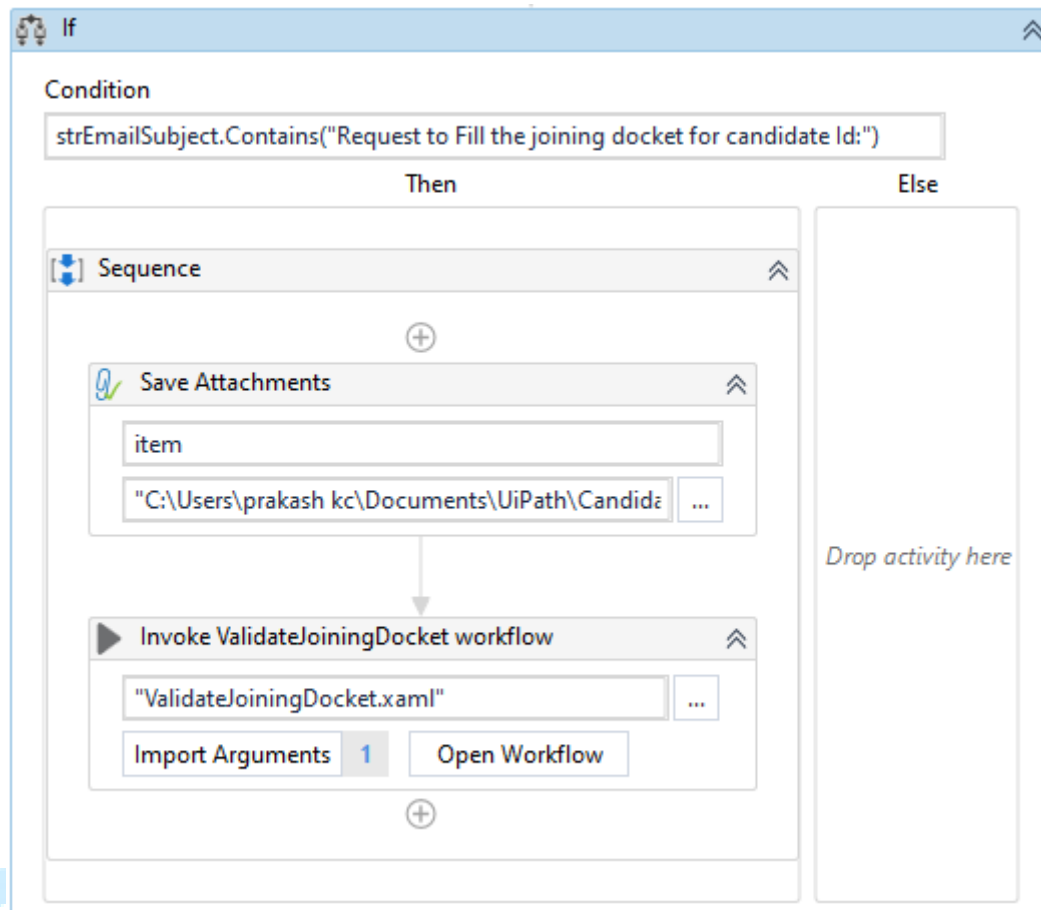 If
Condition
strEmailSubject.Contains("Request to Fill the joining docket for candidate Id:")
Then
Else
Sequence
Save Attachments
item
"C:\Users\prakash kc\Documents\UiPath\Candida
...
Drop activity here
Invoke ValidateJoiningDocket workflow
"ValidateJoiningDocket.xaml"
...
Import Arguments 1
Open Workflow